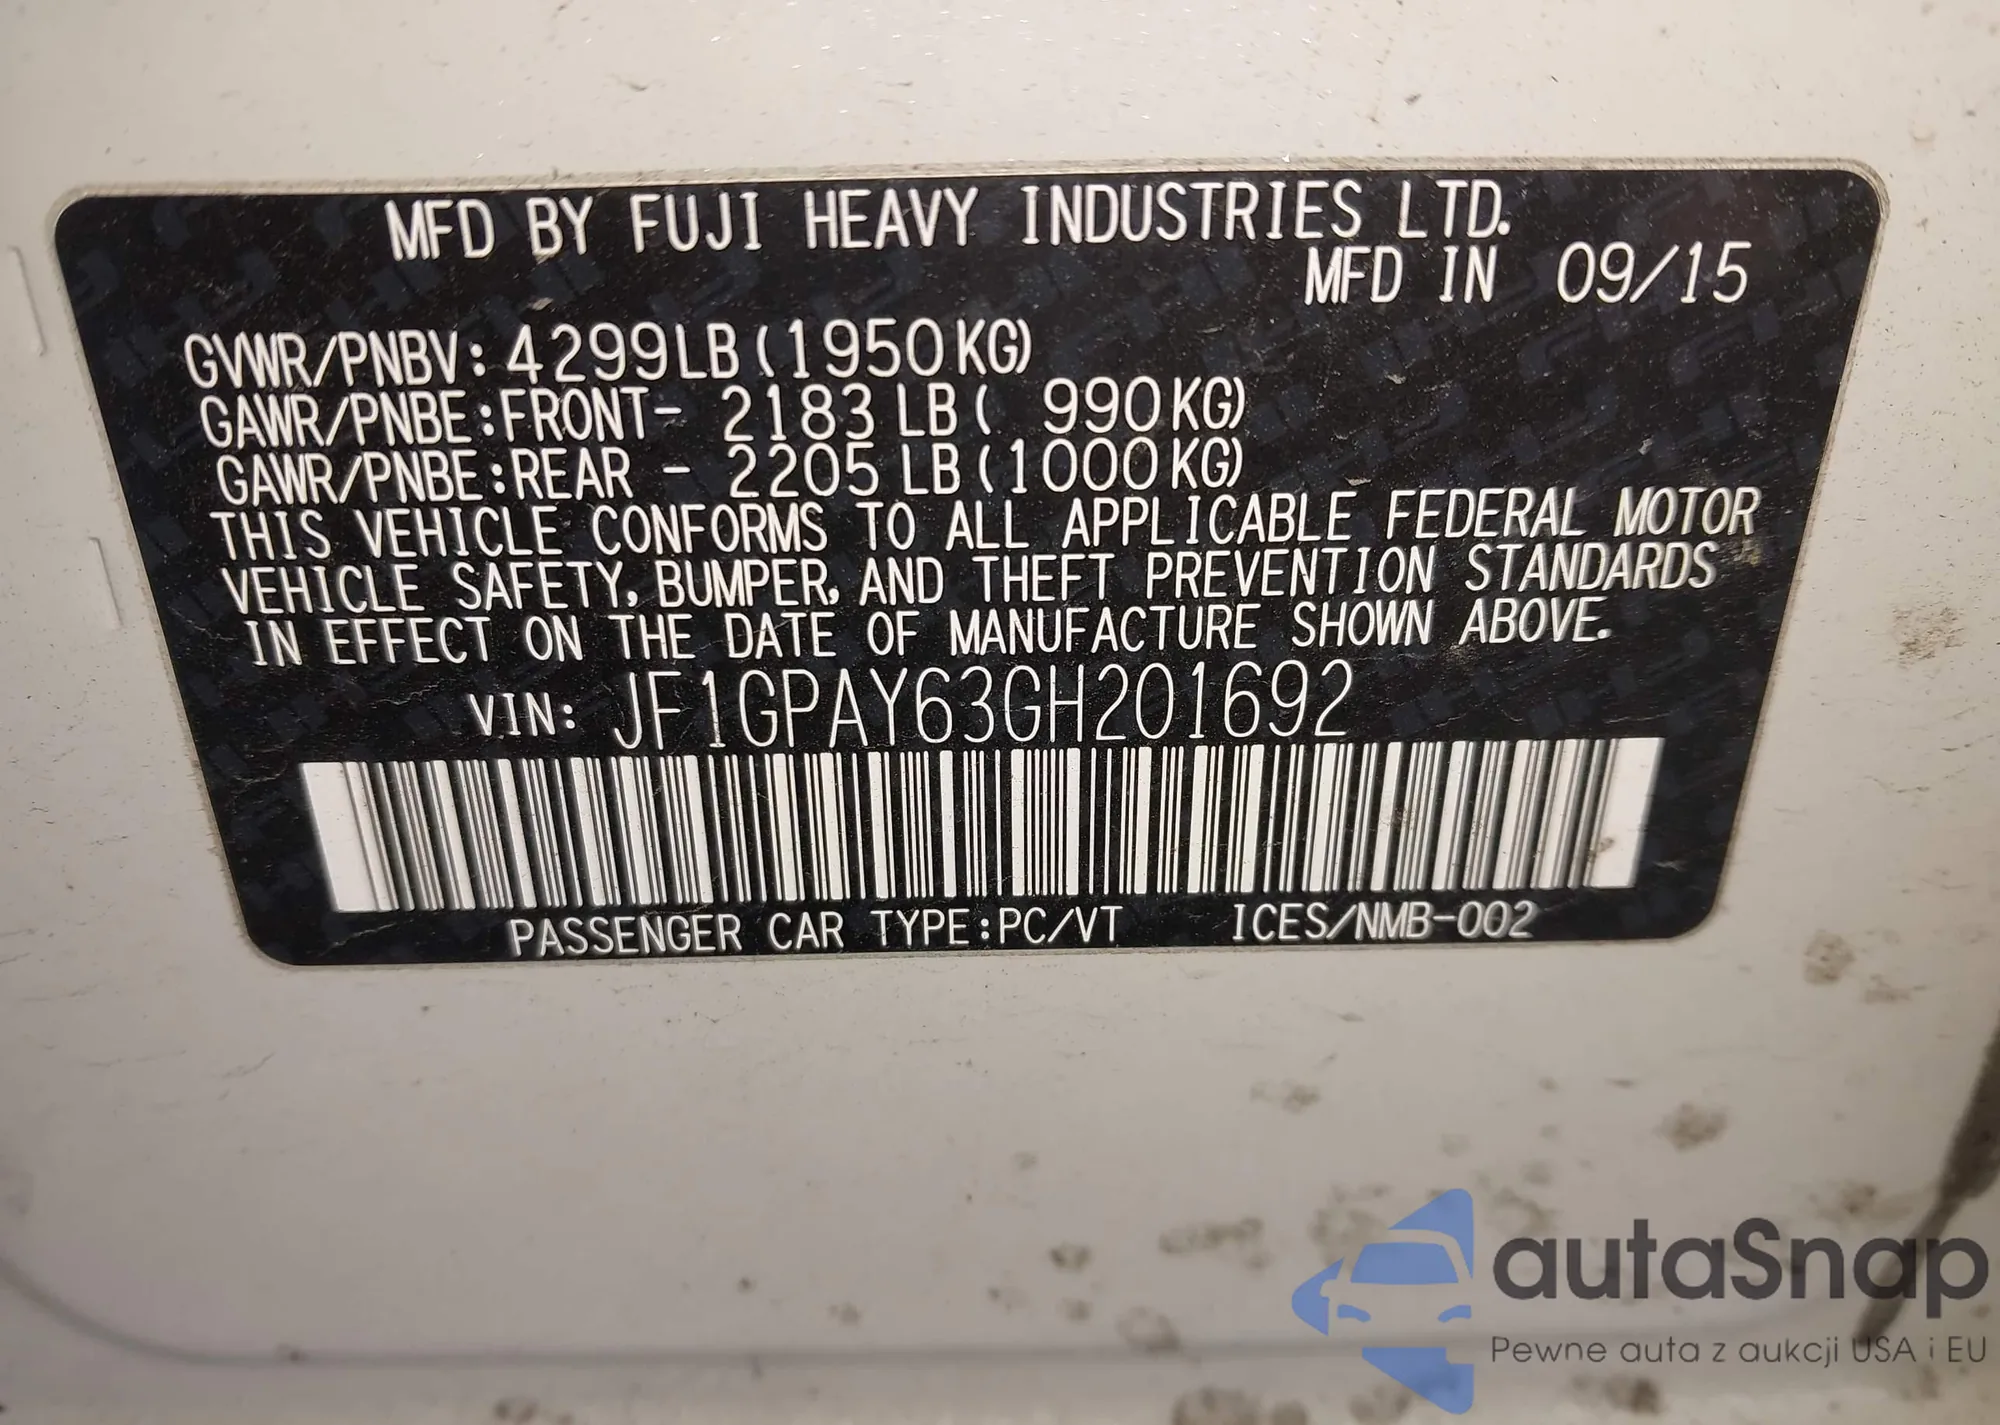 MFD BY FUJI HEAVY INDUSTRIES LTD.
MFD IN 09/15
GVWR/PNBV: 4299LB (1950KG)
GAWR/PNBE:FRONT- 2183 LB ( 990KG)
GAWR/PNBE:REAR - 2205 LB (1000KG)
THIS VEHICLE CONFORMS TO ALL APPLICABLE FEDERAL MOTOR
VEHICLE SAFETY, BUMPER, AND THEFT PREVENTION STANDARDS
IN EFFECT ON THE DATE OF MANUFACTURE SHOWN ABOVE.
VIN: JF1GPAY63GH201692
PASSENGER CAR TYPE:PC/VT ICES/NMB-002
autaSnap
Pewne auta z aukcji USA i EU